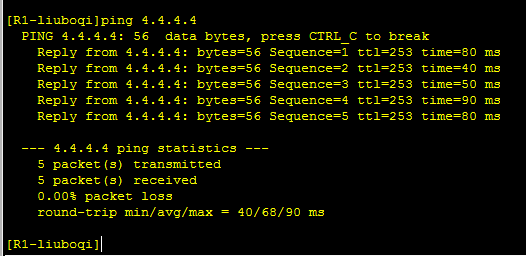 [R1-liuboqi]ping 4.4.4.4
PING 4.4.4.4: 56  data bytes, press CTRL_C to break
Reply from 4.4.4.4: bytes=56 Sequence=1 ttl=253 time=80 ms
Reply from 4.4.4.4: bytes=56 Sequence=2 ttl=253 time=40 ms
Reply from 4.4.4.4: bytes=56 Sequence=3 ttl=253 time=50 ms
Reply from 4.4.4.4: bytes=56 Sequence=4 ttl=253 time=90 ms
Reply from 4.4.4.4: bytes=56 Sequence=5 ttl=253 time=80 ms
--- 4.4.4.4 ping statistics ---
5 packet(s) transmitted
5 packet(s) received
0.00% packet loss
round-trip min/avg/max = 40/68/90 ms
[R1-liuboqi]